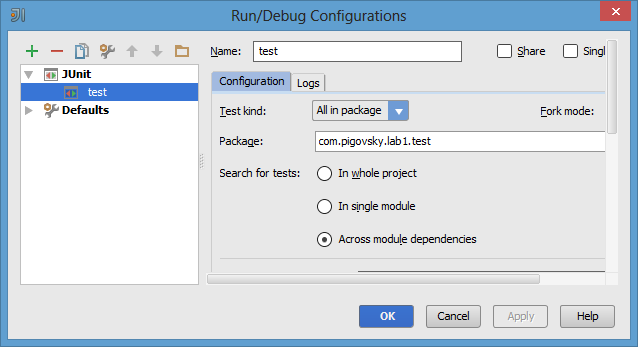 Run/Debug Configurations
Name: test Share Singl
JUnit
test
Defaults
Configuration Logs
Test kind: All in package Fork mode:
Package: com.pigovsky.lab1.test
Search for tests: In whole project
In single module
Across module dependencies
OK Cancel Apply Help